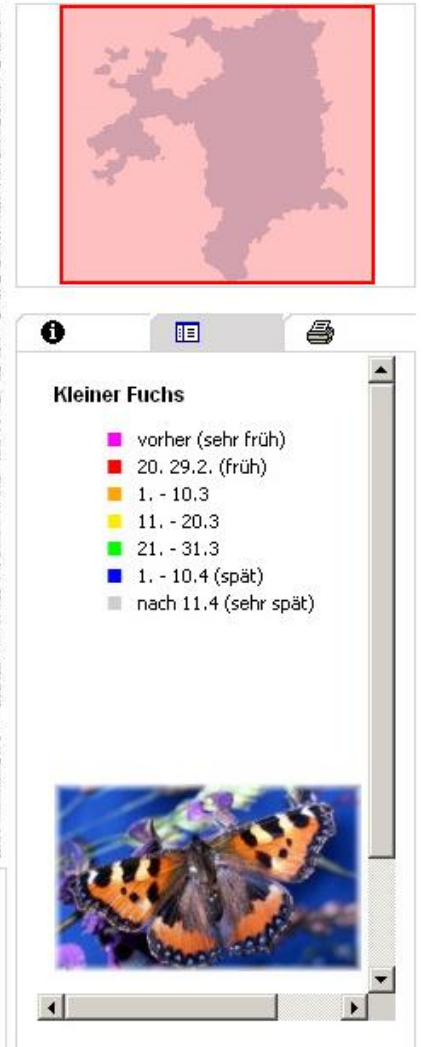 Kleiner Fuchs
vorher (sehr früh)
20. 29.2. (früh)
1. - 10.3
11. - 20.3
21. - 31.3
1. - 10.4 (spät)
nach 11.4 (sehr spät)